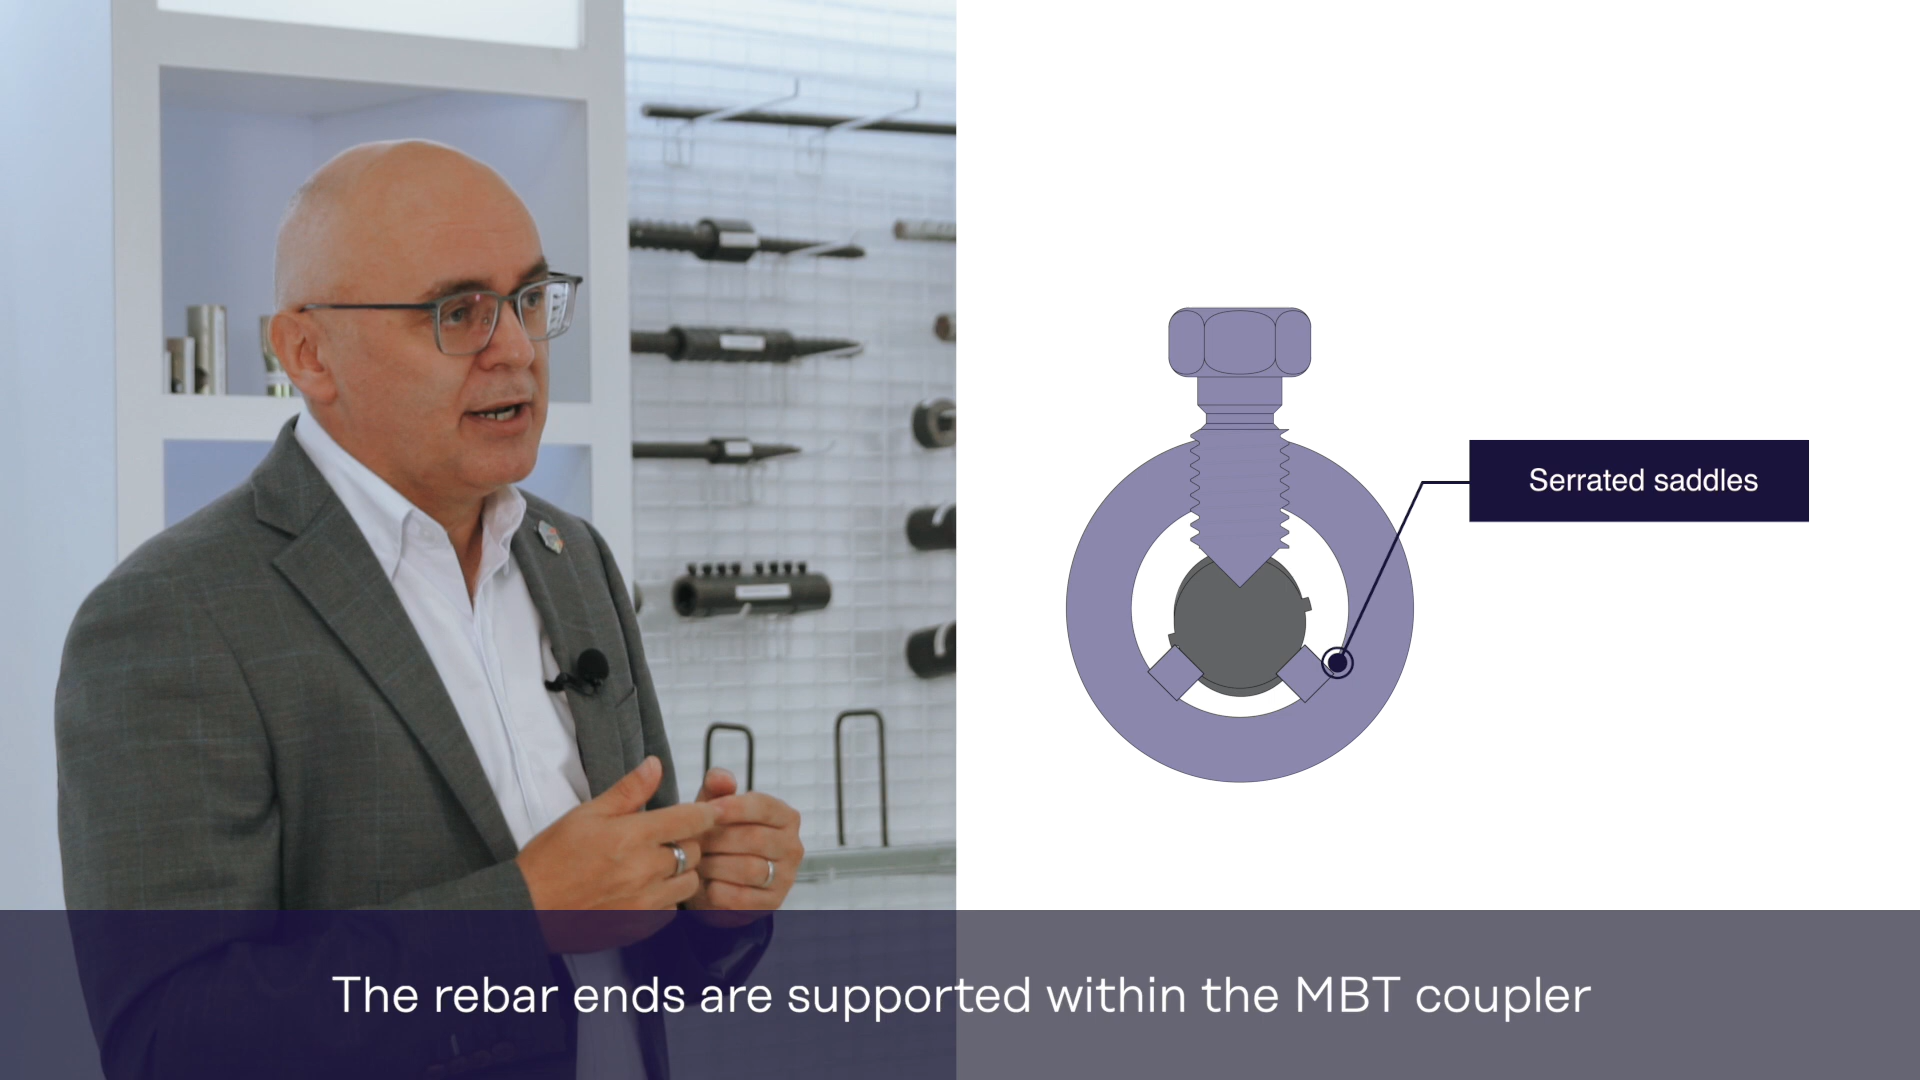 Serrated saddles
The rebar ends are supported within the MBT coupler